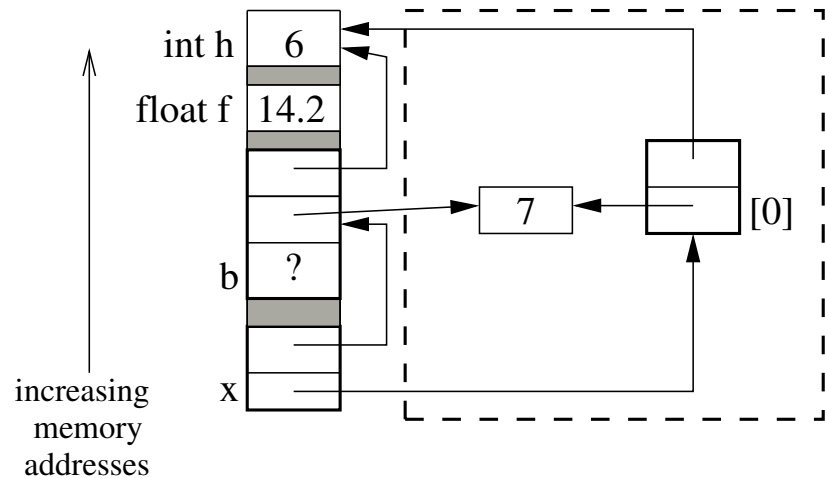 int h 6
float f 14.2
7
[0]
b ?
x
increasing
memory
addresses